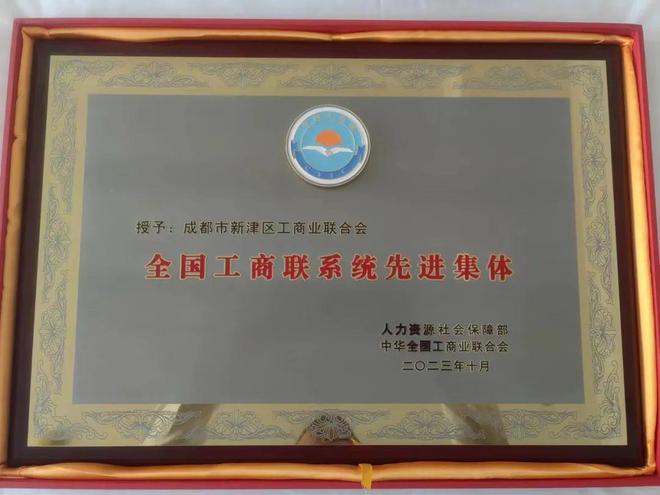 授予：成都市新津区工商业联合会
全国工商联系统先进集体
人力资源社会保障部
中华全国工商业联合会
二〇二三年十月